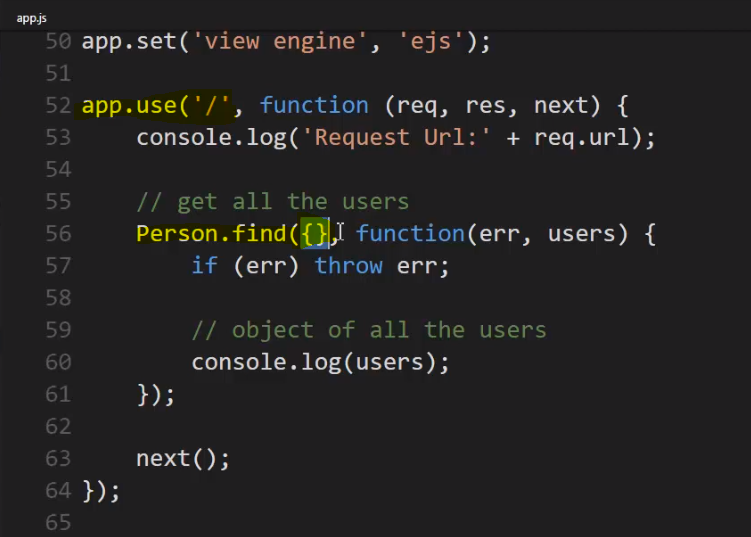 app.js
50 app.set('view engine', 'ejs');
51
52 app.use('/', function (req, res, next) {
53     console.log('Request Url:' + req.url);
54
55     // get all the users
56     Person.find({}, function(err, users) {
57         if (err) throw err;
58
59         // object of all the users
60         console.log(users);
61     });
62
63     next();
64 });
65